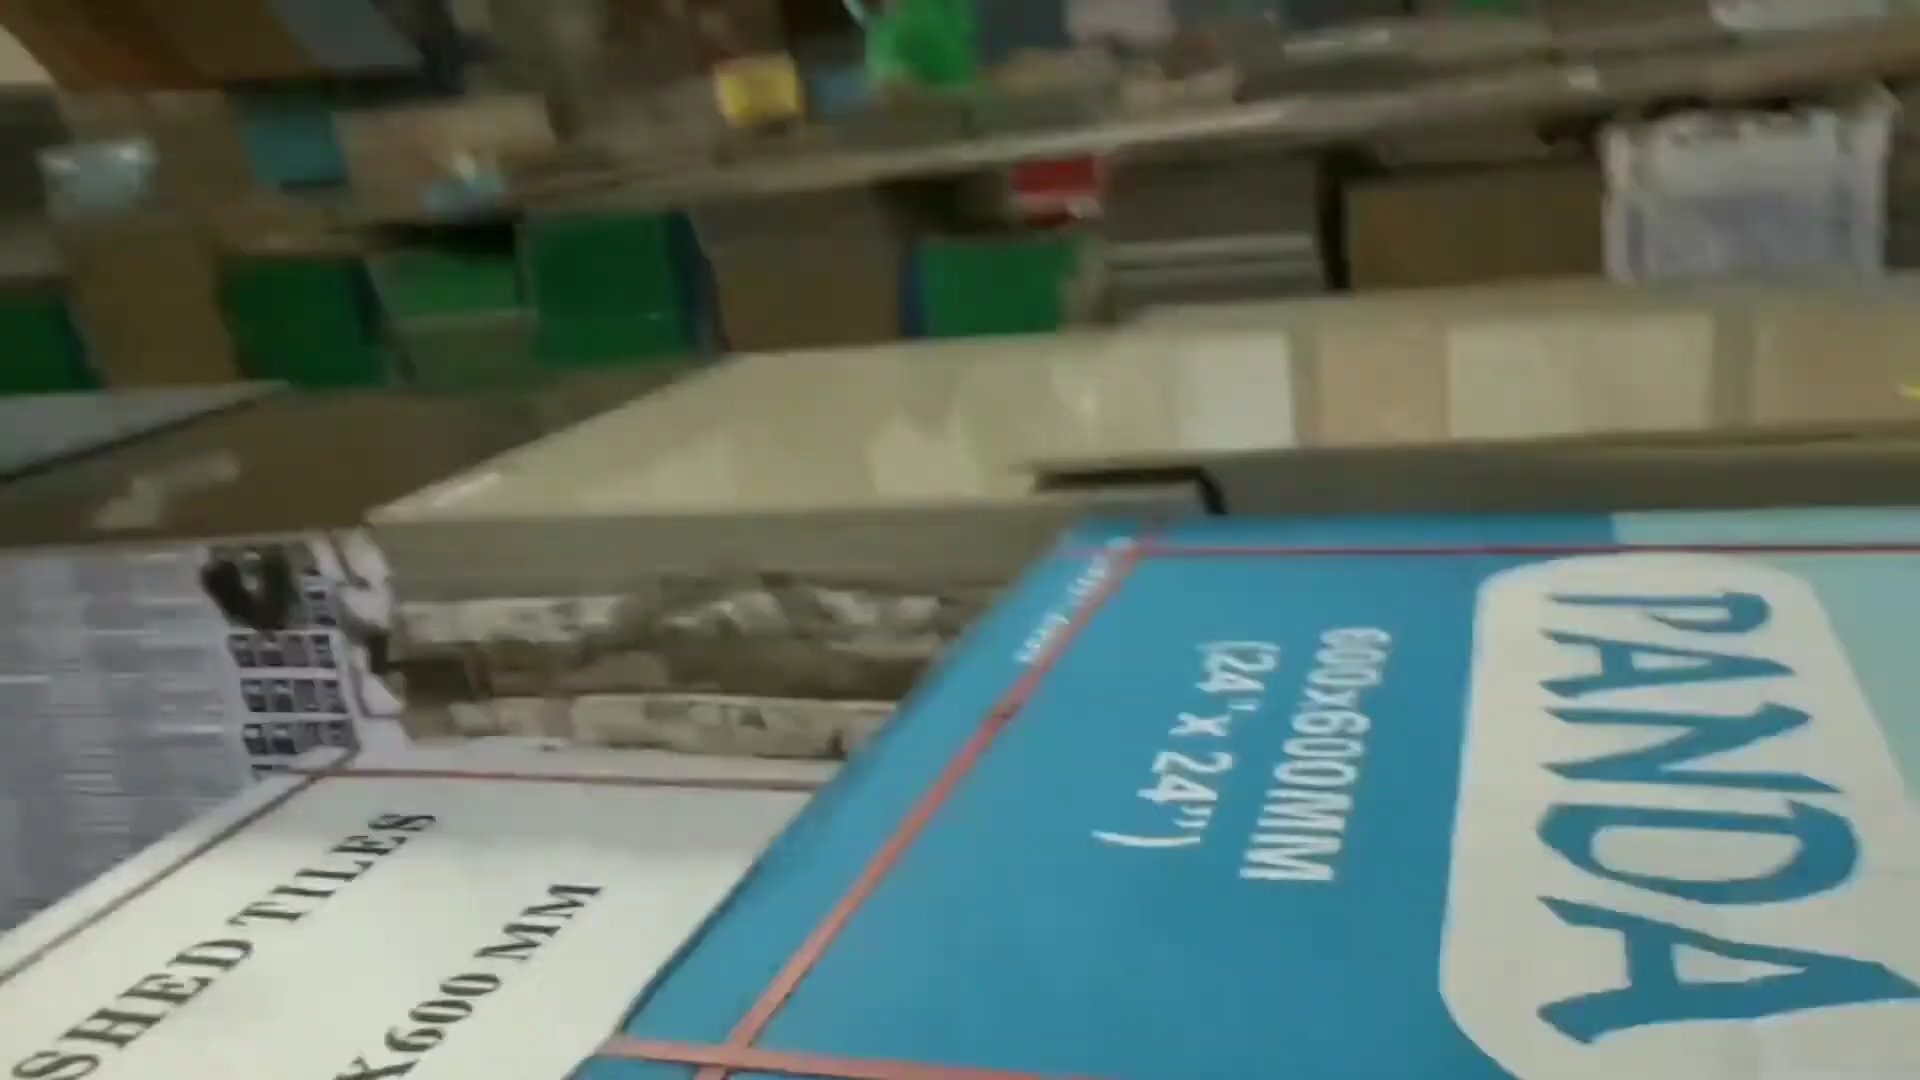 SHED TILES
X600 MM
PANDA
600x600MM
(24" x 24")